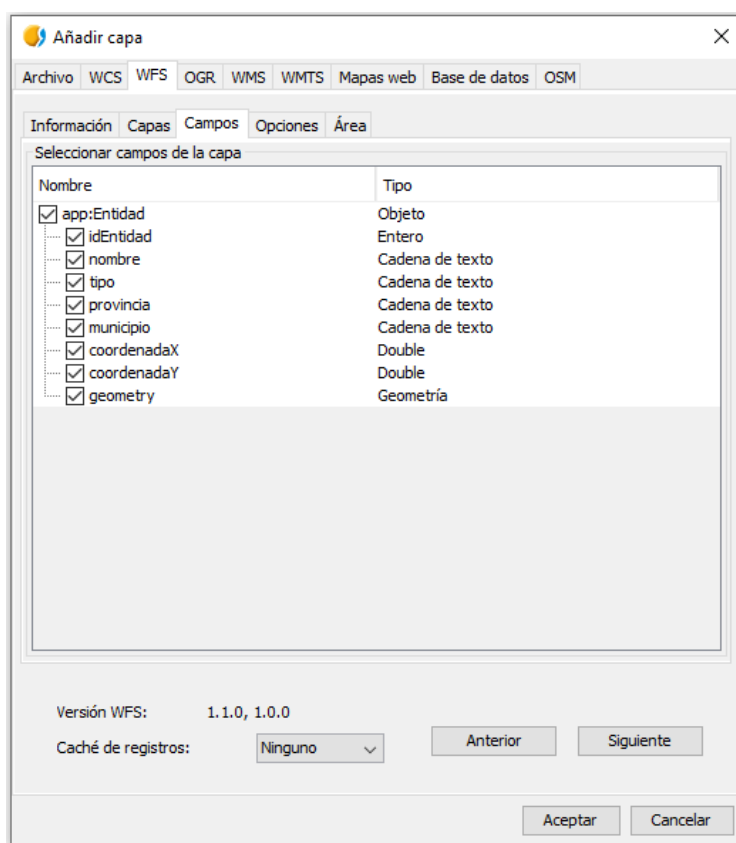 Añadir capa
Archivo WCS WFS OGR WMS WMTS Mapas web Base de datos OSM
Información Capas Campos Opciones Área
Seleccionar campos de la capa
Nombre Tipo
app:Entidad Objeto
idEntidad Entero
nombre Cadena de texto
tipo Cadena de texto
provincia Cadena de texto
municipio Cadena de texto
coordenadaX Double
coordenadaY Double
geometry Geometría
Versión WFS: 1.1.0, 1.0.0
Caché de registros: Ninguno Anterior Siguiente
Aceptar Cancelar